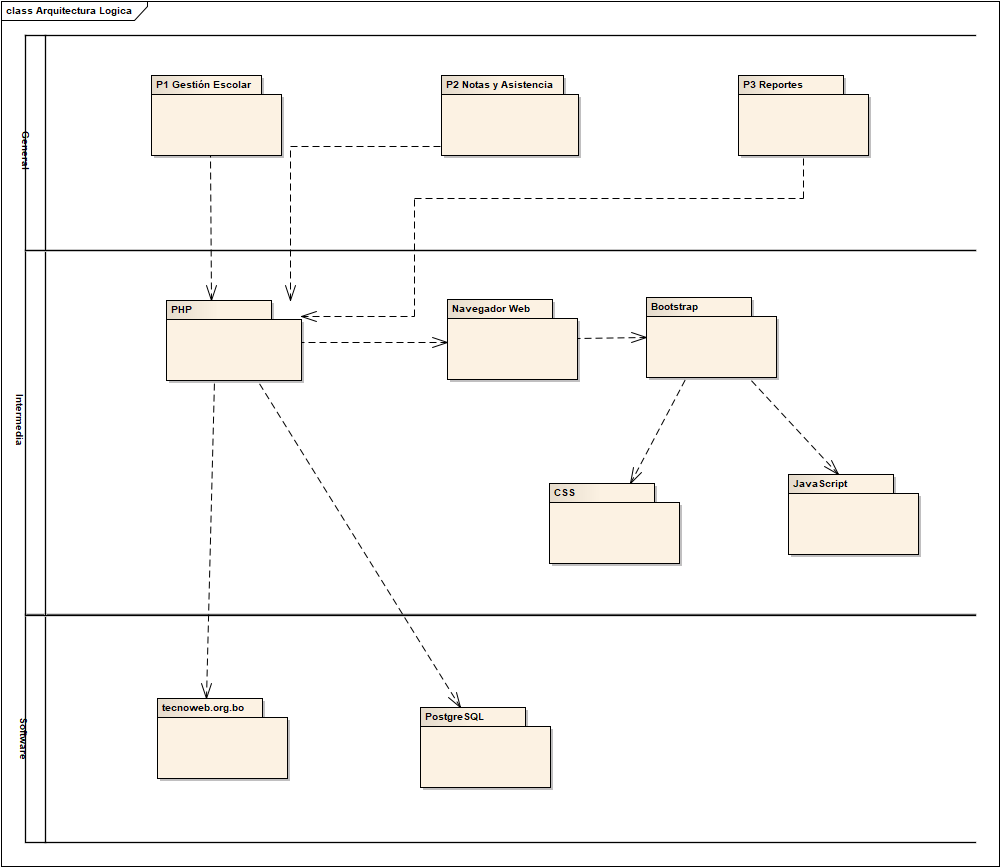 class Arquitectura Logica
General
P1 Gestión Escolar
P2 Notas y Asistencia
P3 Reportes
Intermedia
PHP
Navegador Web
Bootstrap
CSS
JavaScript
Software
tecnoweb.org.bo
PostgreSQL